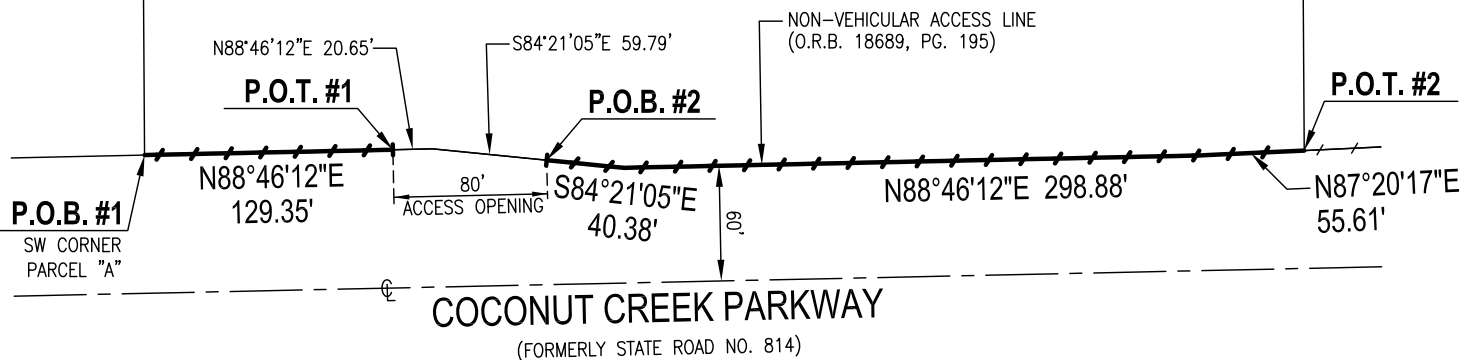 NON-VEHICULAR ACCESS LINE
(O.R.B. 18689, PG. 195)
N88°46'12"E 20.65'
S84°21'05"E 59.79'
P.O.T. #1
P.O.B. #2
P.O.T. #2
N88°46'12"E
129.35'
80'
ACCESS OPENING
S84°21'05"E
40.38'
N88°46'12"E 298.88'
N87°20'17"E
55.61'
P.O.B. #1
SW CORNER
PARCEL "A"
60'
℄
COCONUT CREEK PARKWAY
(FORMERLY STATE ROAD NO. 814)